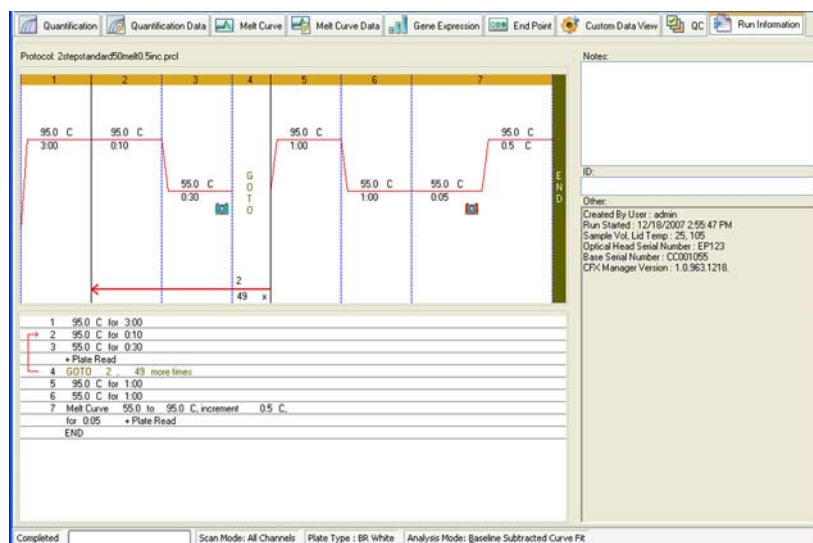 Quantification Quantification Data Melt Curve Melt Curve Data Gene Expression End Point Custom Data View QC Run Information
Protocol: 2stepstandard50melt0.5inc.prcl
1 2 3 4 5 6 7
95.0 C 95.0 C 95.0 C 95.0 C
3:00 0:10 1:00 0.5 C
55.0 C 55.0 C 55.0 C
0:30 1:00 0:05
GOTO
END
2
49 x
1 95.0 C for 3:00
2 95.0 C for 0:10
3 55.0 C for 0:30
+ Plate Read
4 GOTO 2 , 49 more times
5 95.0 C for 1:00
6 55.0 C for 1:00
7 Melt Curve 55.0 to 95.0 C, increment 0.5 C,
for 0:05 + Plate Read
END
Notes:
ID:
Other:
Created By User : admin
Run Started : 12/18/2007 2:55:47 PM
Sample Vol, Lid Temp : 25, 105
Optical Head Serial Number : EP123
Base Serial Number : CC001055
CFX Manager Version : 1.0.963.1218.
Completed Scan Mode: All Channels Plate Type : BR White Analysis Mode: Baseline Subtracted Curve Fit